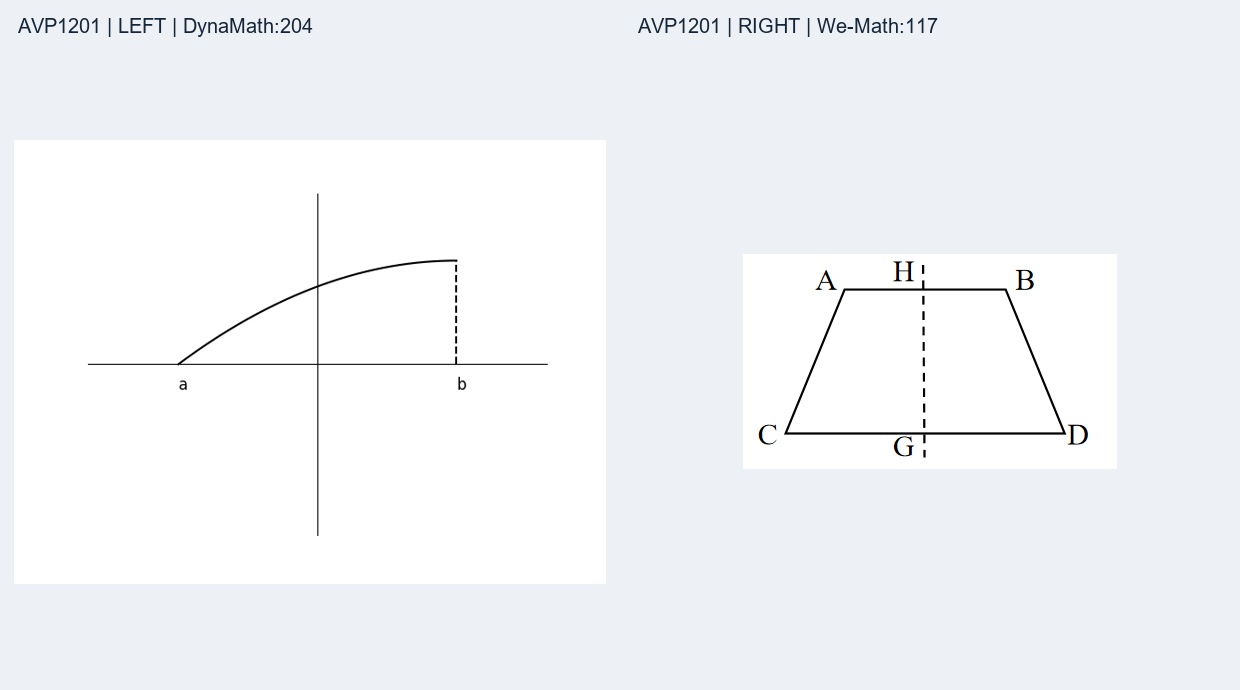 AVP1201 | LEFT | DynaMath:204
AVP1201 | RIGHT | We-Math:117
a
b
A
H
B
C
G
D